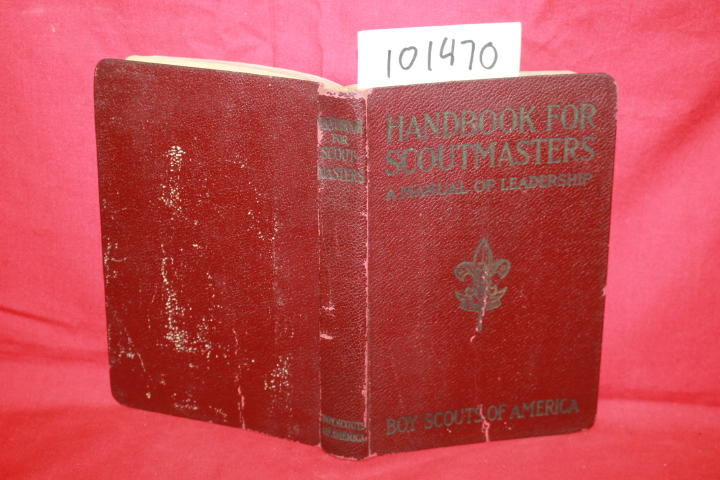 101470
HANDBOOK FOR
SCOUTMASTERS
A MANUAL OF LEADERSHIP
BOY SCOUTS OF AMERICA
HANDBOOK
FOR
SCOUT-
MASTERS
BOY SCOUTS
OF AMERICA